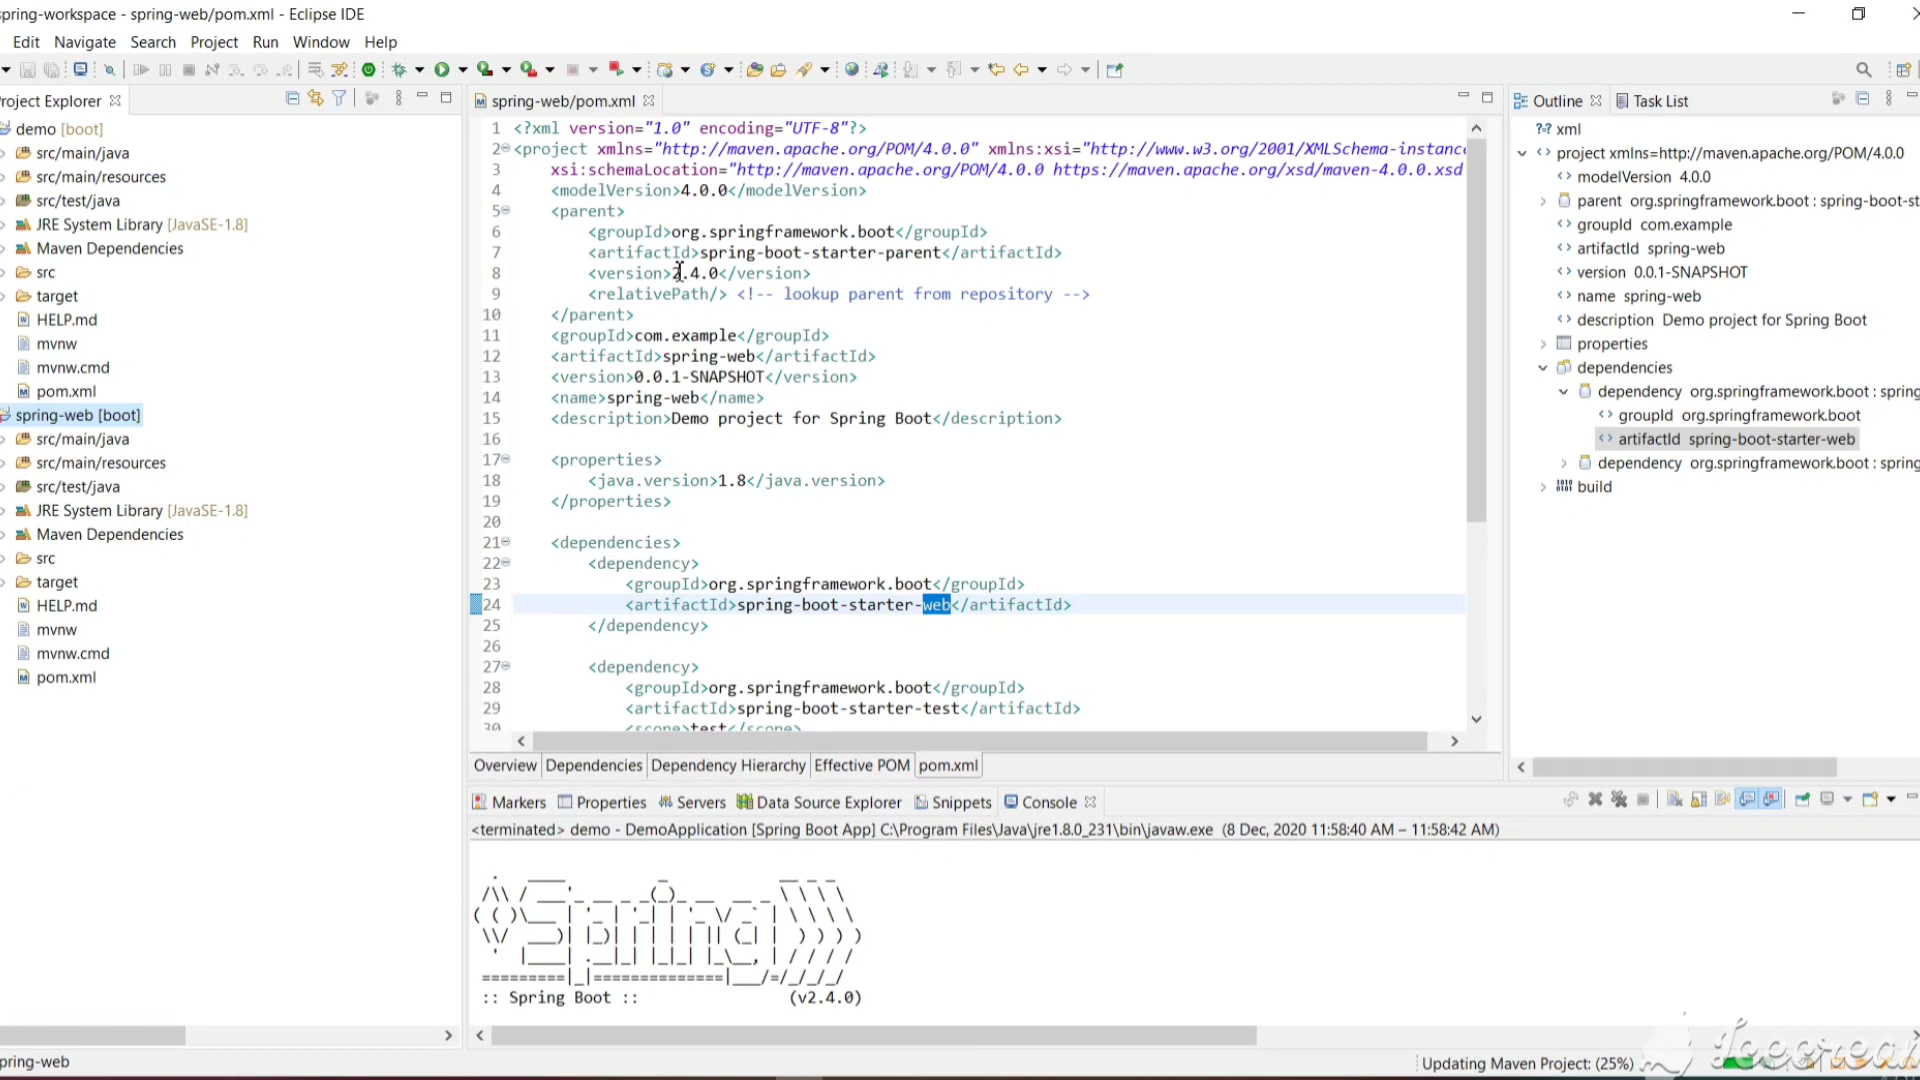 spring-workspace - spring-web/pom.xml - Eclipse IDE
Edit Navigate Search Project Run Window Help
Project Explorer
demo [boot]
src/main/java
src/main/resources
src/test/java
JRE System Library [JavaSE-1.8]
Maven Dependencies
src
target
HELP.md
mvnw
mvnw.cmd
pom.xml
spring-web [boot]
src/main/java
src/main/resources
src/test/java
JRE System Library [JavaSE-1.8]
Maven Dependencies
src
target
HELP.md
mvnw
mvnw.cmd
pom.xml
spring-web/pom.xml
1 <?xml version="1.0" encoding="UTF-8"?>
2 <project xmlns="http://maven.apache.org/POM/4.0.0" xmlns:xsi="http://www.w3.org/2001/XMLSchema-instance
3 xsi:schemaLocation="http://maven.apache.org/POM/4.0.0 https://maven.apache.org/xsd/maven-4.0.0.xsd
4 <modelVersion>4.0.0</modelVersion>
5 <parent>
6 <groupId>org.springframework.boot</groupId>
7 <artifactId>spring-boot-starter-parent</artifactId>
8 <version>2.4.0</version>
9 <relativePath/> <!-- lookup parent from repository -->
10 </parent>
11 <groupId>com.example</groupId>
12 <artifactId>spring-web</artifactId>
13 <version>0.0.1-SNAPSHOT</version>
14 <name>spring-web</name>
15 <description>Demo project for Spring Boot</description>
16
17 <properties>
18 <java.version>1.8</java.version>
19 </properties>
20
21 <dependencies>
22 <dependency>
23 <groupId>org.springframework.boot</groupId>
24 <artifactId>spring-boot-starter-web</artifactId>
25 </dependency>
26
27 <dependency>
28 <groupId>org.springframework.boot</groupId>
29 <artifactId>spring-boot-starter-test</artifactId>
30 <scope>test</scope>
Overview Dependencies Dependency Hierarchy Effective POM pom.xml
Outline Task List
?-? xml
project xmlns=http://maven.apache.org/POM/4.0.0
modelVersion 4.0.0
parent org.springframework.boot : spring-boot-st
groupId com.example
artifactId spring-web
version 0.0.1-SNAPSHOT
name spring-web
description Demo project for Spring Boot
properties
dependencies
dependency org.springframework.boot : spring
groupId org.springframework.boot
artifactId spring-boot-starter-web
dependency org.springframework.boot : spring
build
Markers Properties Servers Data Source Explorer Snippets Console
<terminated> demo - DemoApplication [Spring Boot App] C:\Program Files\Java\jre1.8.0_231\bin\javaw.exe (8 Dec, 2020 11:58:40 AM – 11:58:42 AM)
Spring
:: Spring Boot :: (v2.4.0)
spring-web
Updating Maven Project: (25%)